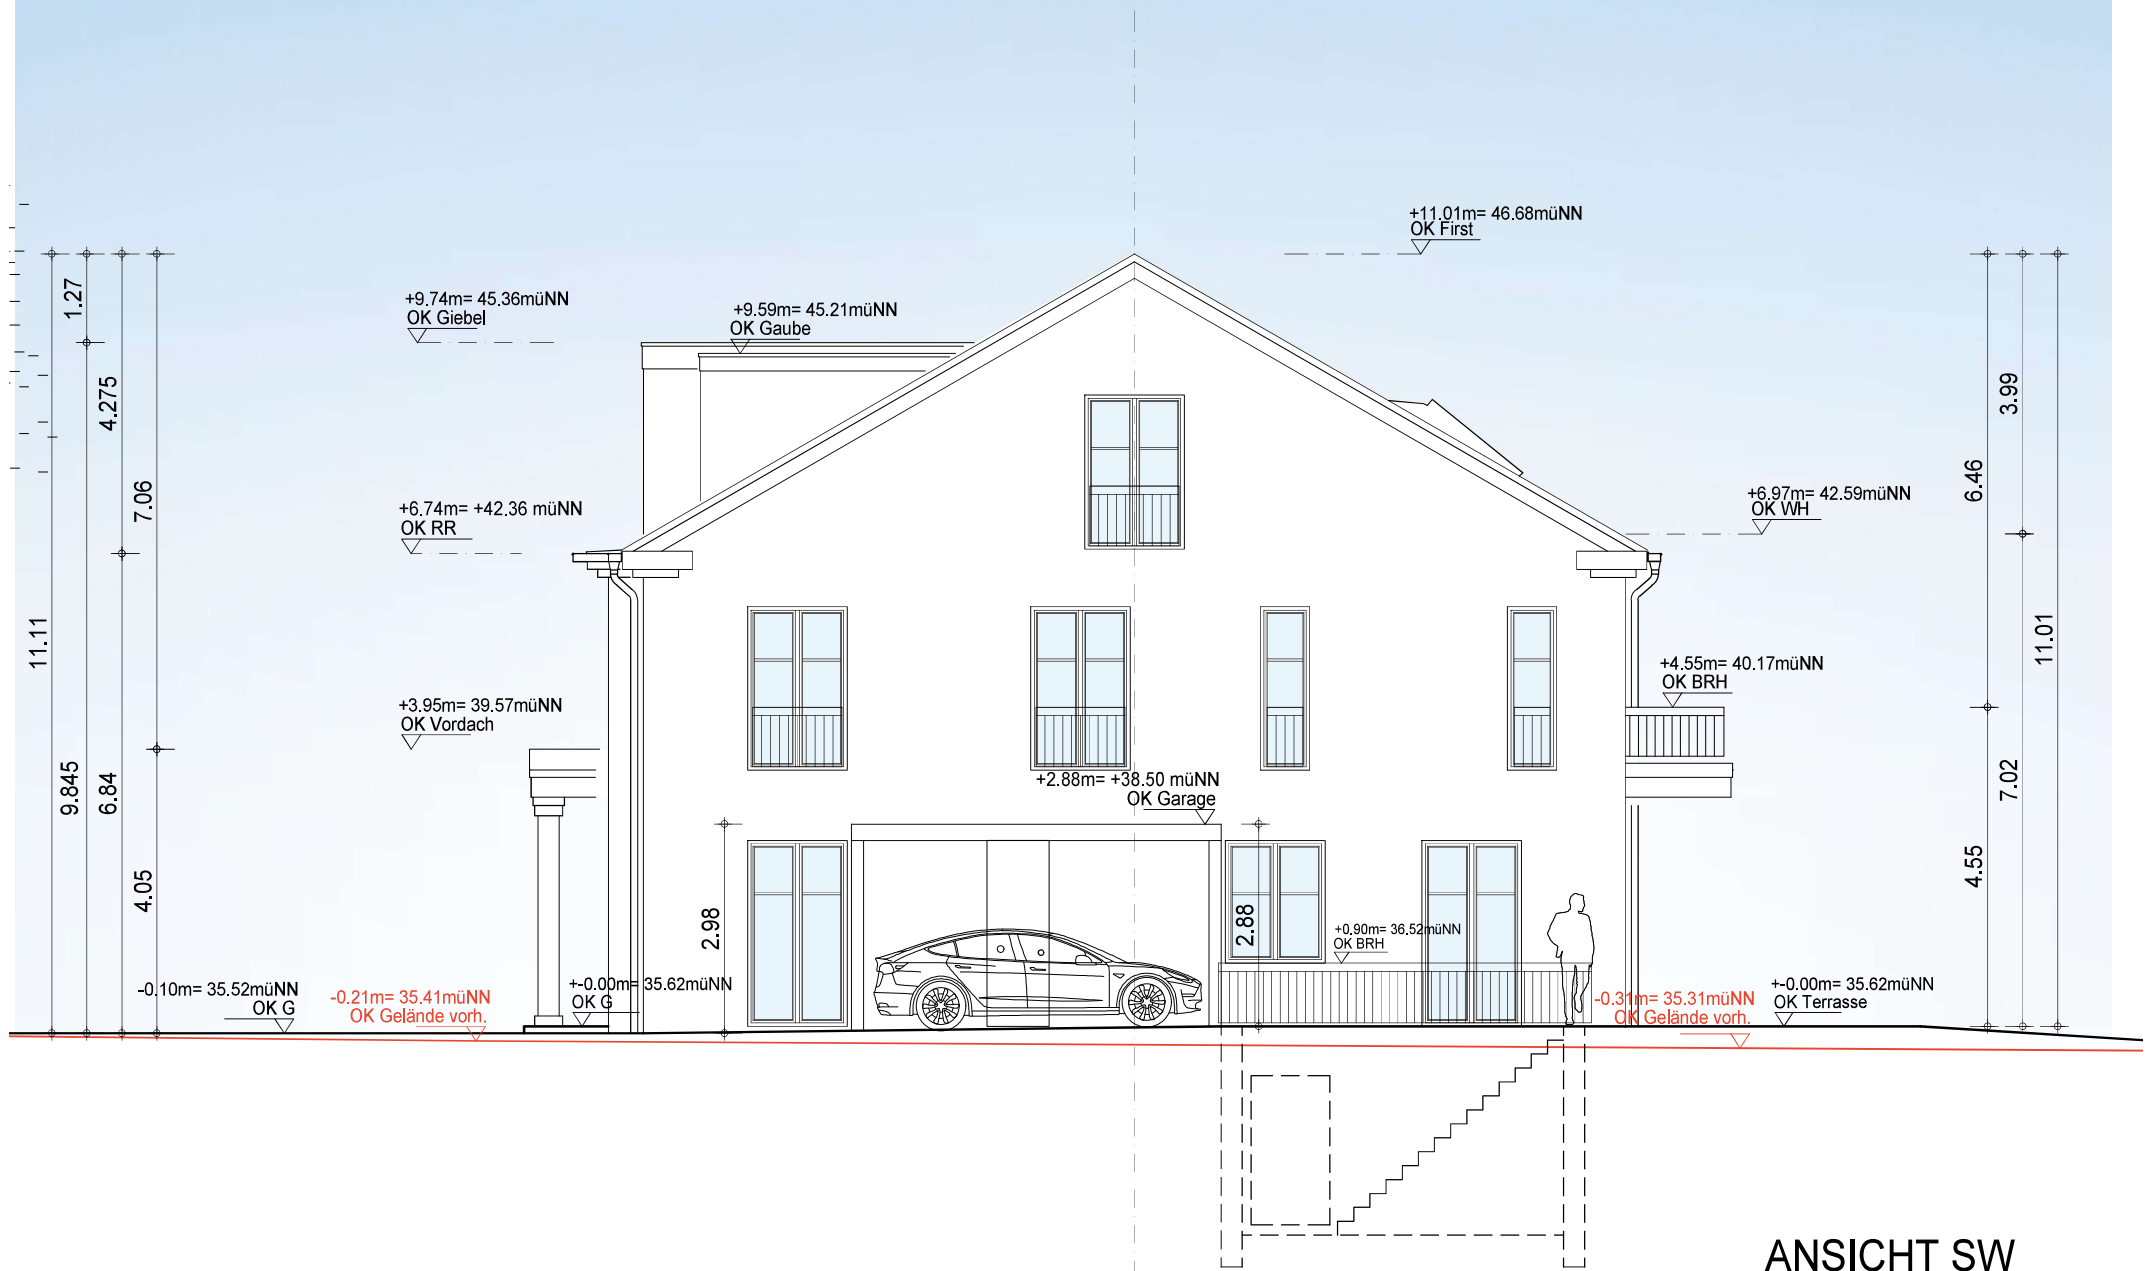 +11.01m= 46.68müNN
OK First
+9.74m= 45.36müNN
OK Giebel
+9.59m= 45.21müNN
OK Gaube
1.27
4.275
3.99
7.06
6.46
+6.74m= +42.36 müNN
OK RR
+6.97m= 42.59müNN
OK WH
11.11
11.01
+4.55m= 40.17müNN
OK BRH
+3.95m= 39.57müNN
OK Vordach
9.845
6.84
7.02
+2.88m= +38.50 müNN
OK Garage
4.05
4.55
2.98
2.88
+0.90m= 36.52müNN
OK BRH
-0.10m= 35.52müNN
OK G
-0.21m= 35.41müNN
OK Gelände vorh.
+-0.00m= 35.62müNN
OK G
-0.31m= 35.31müNN
OK Gelände vorh.
+-0.00m= 35.62müNN
OK Terrasse
ANSICHT SW